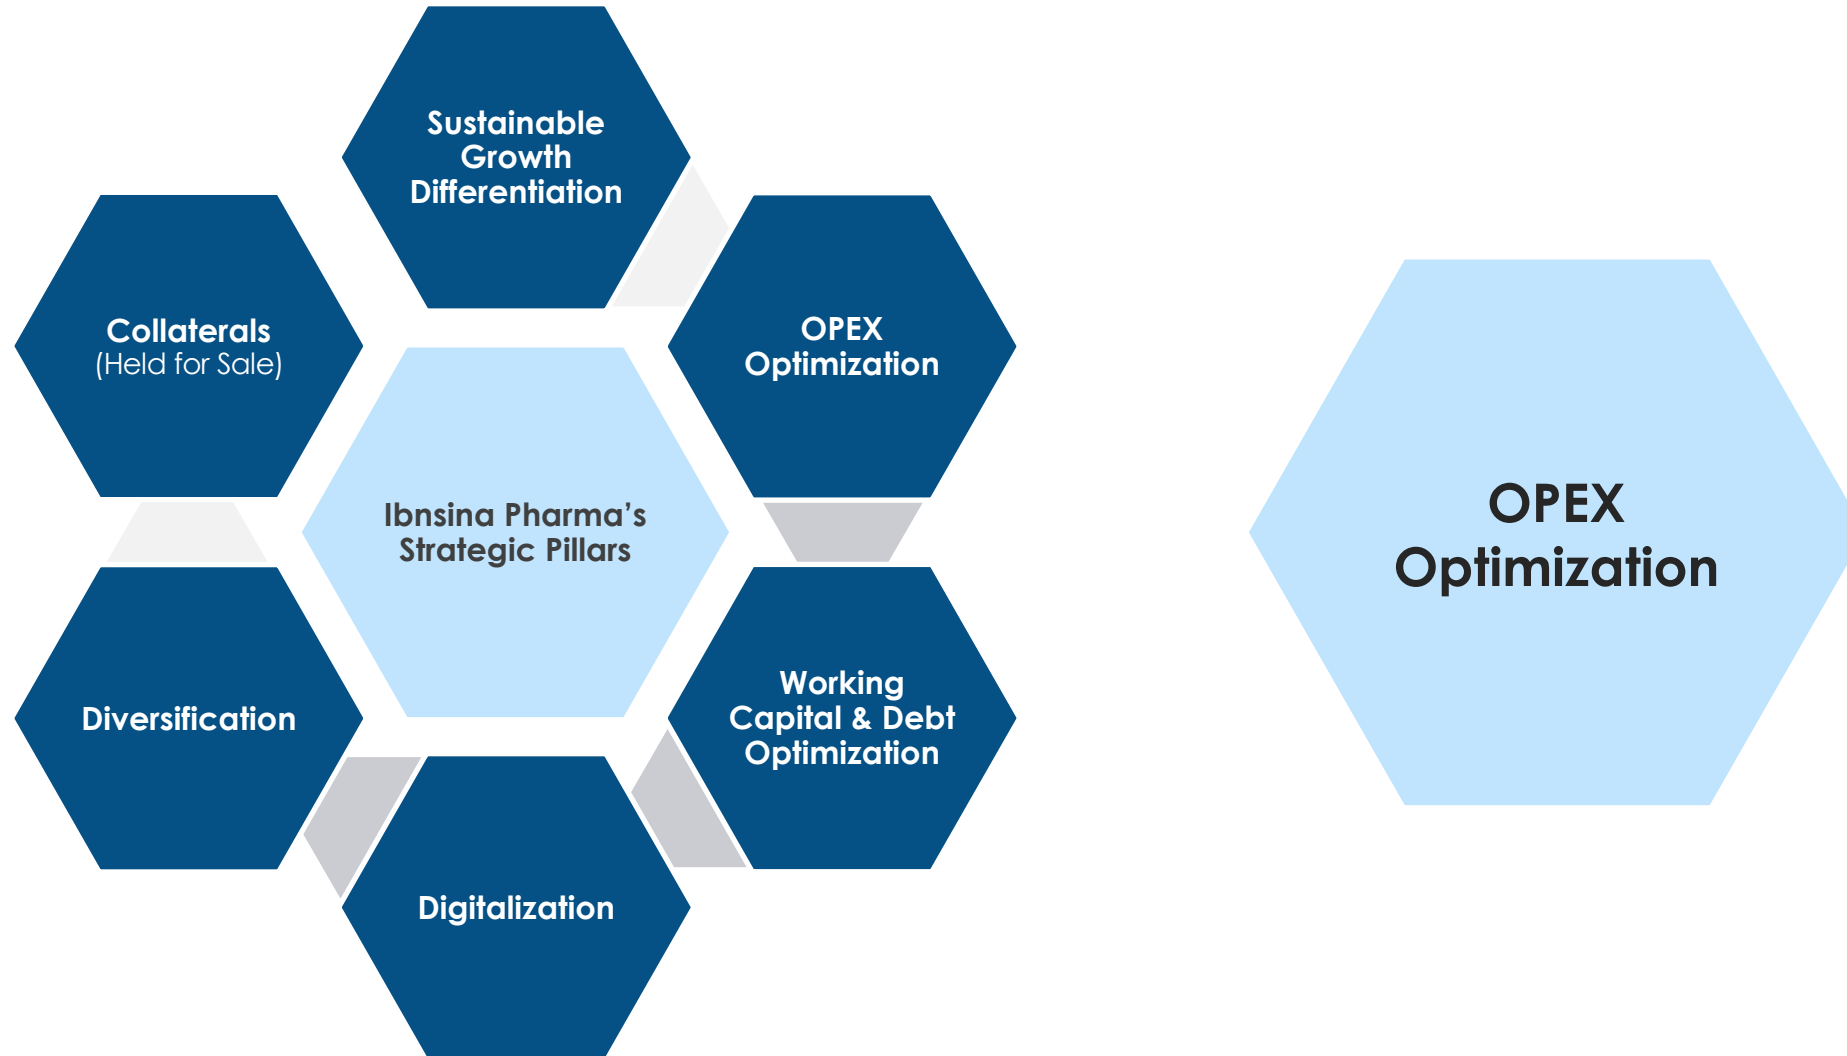 Sustainable
Growth
Differentiation
Collaterals
(Held for Sale)
OPEX
Optimization
Ibnsina Pharma’s
Strategic Pillars
Diversification
Working
Capital & Debt
Optimization
Digitalization
OPEX
Optimization